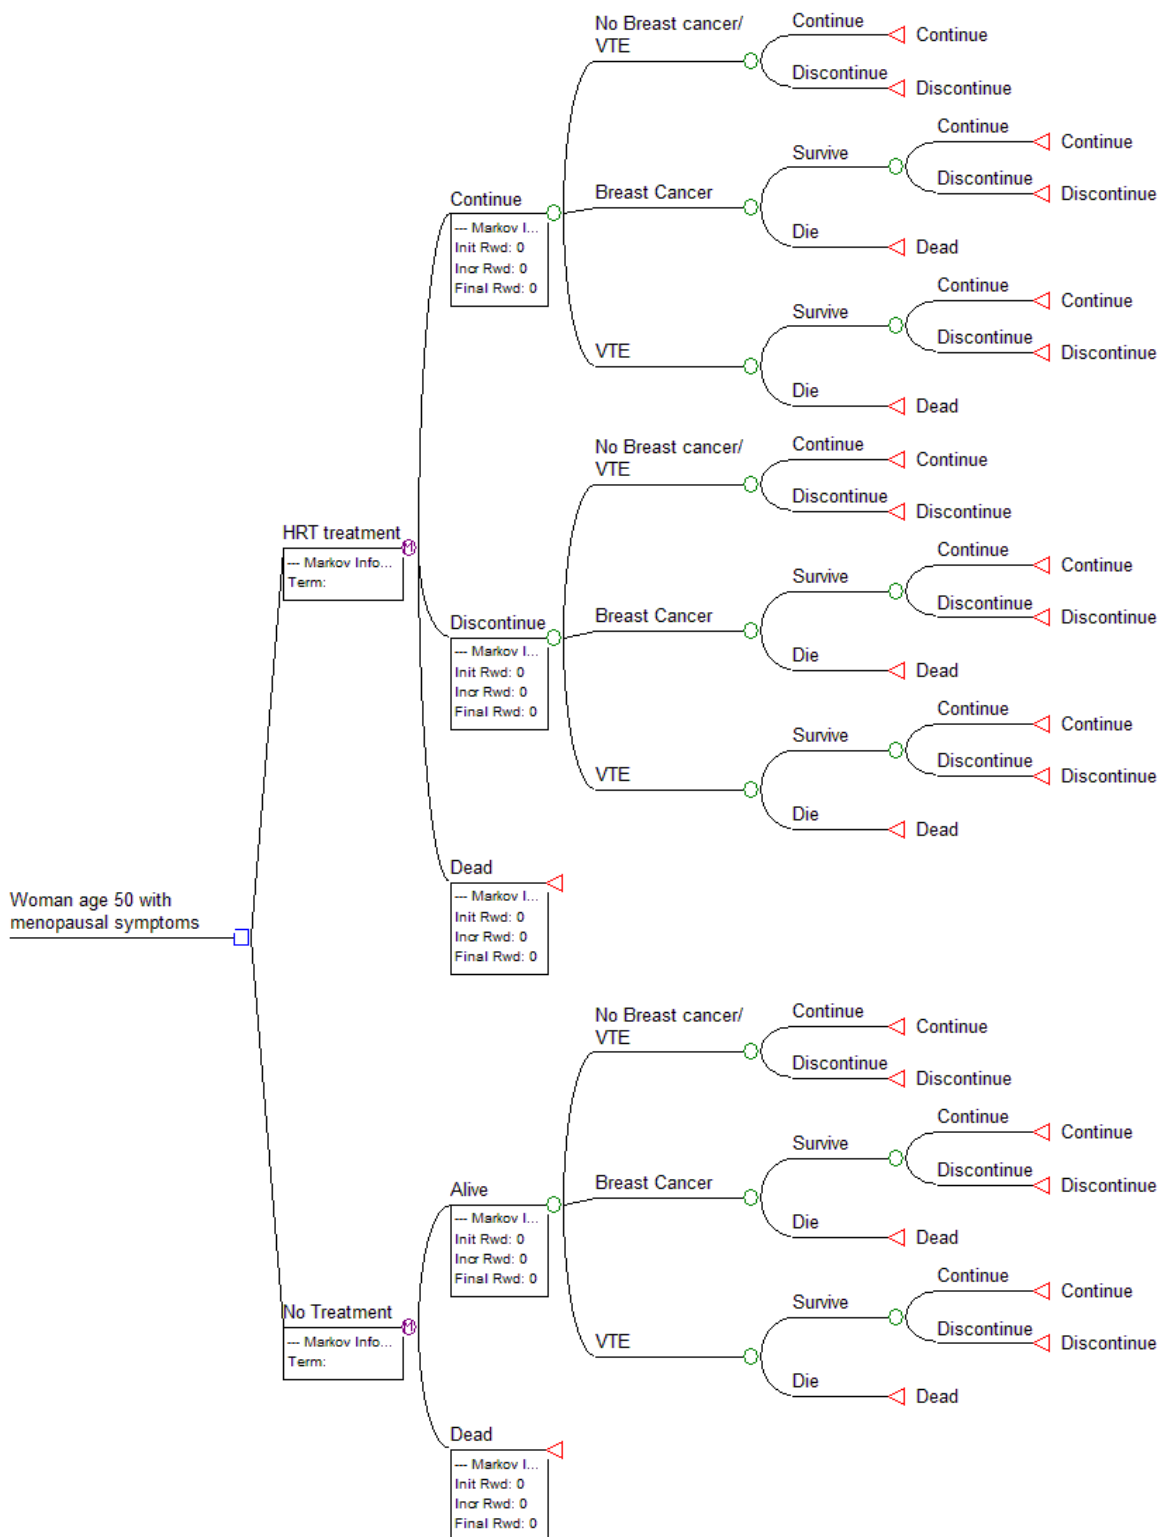 No Breast cancer/
VTE
Continue
Continue
Discontinue
Discontinue
Continue
--- Markov I...
Init Rwd: 0
Incr Rwd: 0
Final Rwd: 0
Breast Cancer
Survive
Continue
Continue
Discontinue
Discontinue
Die
Dead
VTE
Survive
Continue
Continue
Discontinue
Discontinue
Die
Dead
HRT treatment
--- Markov Info...
Term:
Discontinue
--- Markov I...
Init Rwd: 0
Incr Rwd: 0
Final Rwd: 0
No Breast cancer/
VTE
Continue
Continue
Discontinue
Discontinue
Breast Cancer
Survive
Continue
Continue
Discontinue
Discontinue
Die
Dead
VTE
Survive
Continue
Continue
Discontinue
Discontinue
Die
Dead
Dead
--- Markov I...
Init Rwd: 0
Incr Rwd: 0
Final Rwd: 0
Woman age 50 with
menopausal symptoms
No Treatment
--- Markov Info...
Term:
Alive
--- Markov I...
Init Rwd: 0
Incr Rwd: 0
Final Rwd: 0
No Breast cancer/
VTE
Continue
Continue
Discontinue
Discontinue
Breast Cancer
Survive
Continue
Continue
Discontinue
Discontinue
Die
Dead
VTE
Survive
Continue
Continue
Discontinue
Discontinue
Die
Dead
Dead
--- Markov I...
Init Rwd: 0
Incr Rwd: 0
Final Rwd: 0